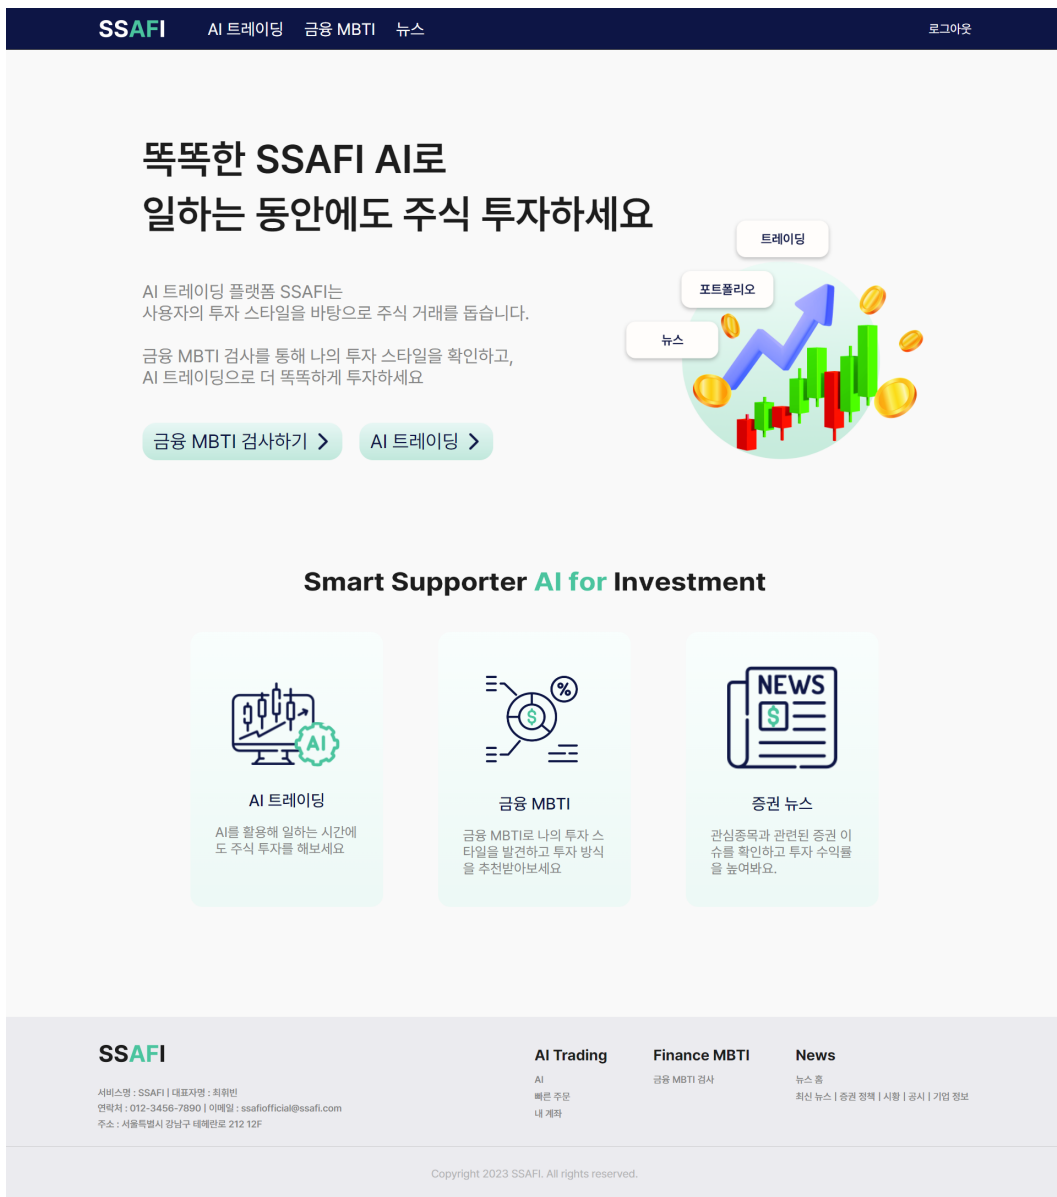 SSAFI AI 트레이딩 금융 MBTI 뉴스 로그아웃
똑똑한 SSAFI AI로
일하는 동안에도 주식 투자하세요
AI 트레이딩 플랫폼 SSAFI는
사용자의 투자 스타일을 바탕으로 주식 거래를 돕습니다.
금융 MBTI 검사를 통해 나의 투자 스타일을 확인하고,
AI 트레이딩으로 더 똑똑하게 투자하세요
금융 MBTI 검사하기 AI 트레이딩
트레이딩
포트폴리오
뉴스
Smart Supporter AI for Investment
AI
AI 트레이딩
AI를 활용해 일하는 시간에
도 주식 투자를 해보세요
%
$
금융 MBTI
금융 MBTI로 나의 투자 스
타일을 발견하고 투자 방식
을 추천받아보세요
NEWS
$
증권 뉴스
관심종목과 관련된 증권 이
슈를 확인하고 투자 수익률
을 높여봐요.
SSAFI
서비스명 : SSAFI | 대표자명 : 최휘빈
연락처 : 012-3456-7890 | 이메일 : ssafiofficial@ssafi.com
주소 : 서울특별시 강남구 테헤란로 212 12F
AI Trading
AI
빠른 주문
내 계좌
Finance MBTI
금융 MBTI 검사
News
뉴스 홈
최신 뉴스 | 증권 정책 | 시황 | 공시 | 기업 정보
Copyright 2023 SSAFI. All rights reserved.